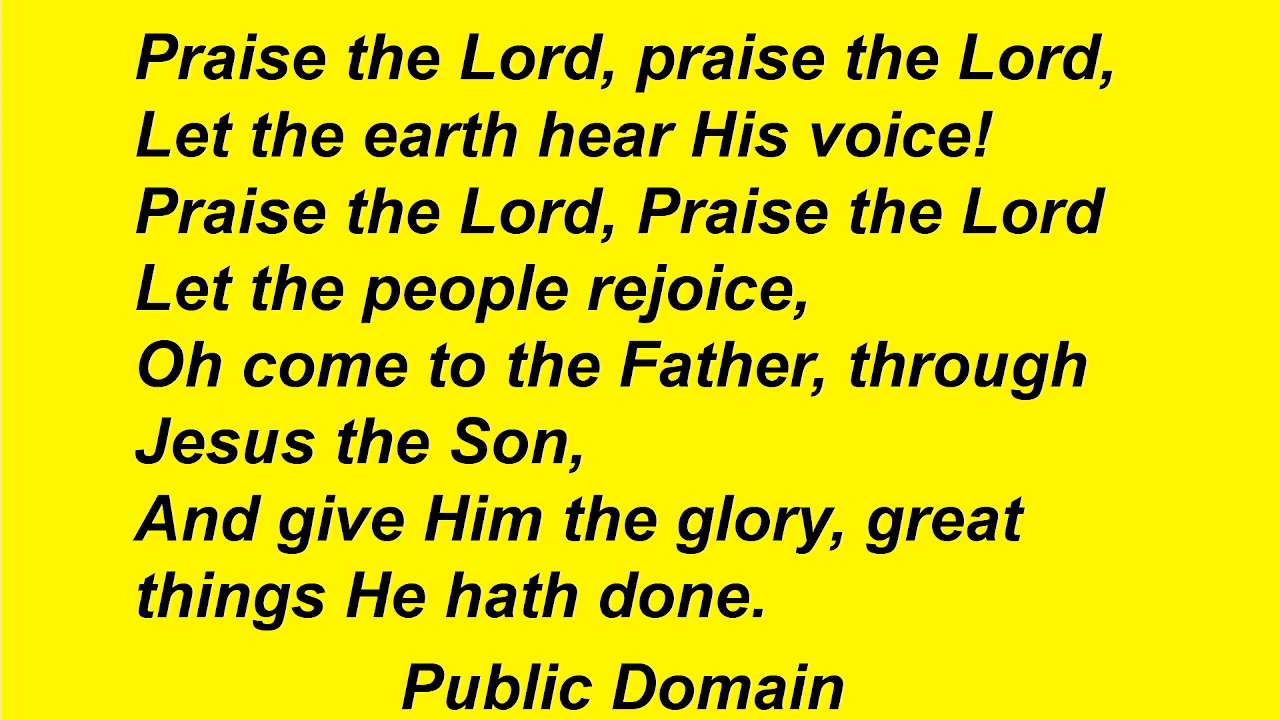 Praise the Lord, praise the Lord,
Let the earth hear His voice!
Praise the Lord, Praise the Lord
Let the people rejoice,
Oh come to the Father, through
Jesus the Son,
And give Him the glory, great
things He hath done.
Public Domain